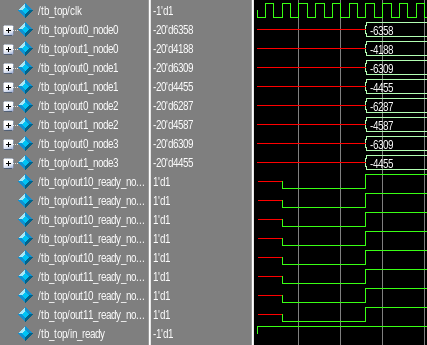 /tb_top/clk -1'd1
/tb_top/out0_node0 -20'd6358 -6358
/tb_top/out1_node0 -20'd4188 -4188
/tb_top/out0_node1 -20'd6309 -6309
/tb_top/out1_node1 -20'd4455 -4455
/tb_top/out0_node2 -20'd6287 -6287
/tb_top/out1_node2 -20'd4587 -4587
/tb_top/out0_node3 -20'd6309 -6309
/tb_top/out1_node3 -20'd4455 -4455
/tb_top/out10_ready_no... 1'd1
/tb_top/out11_ready_no... 1'd1
/tb_top/out10_ready_no... 1'd1
/tb_top/out11_ready_no... 1'd1
/tb_top/out10_ready_no... 1'd1
/tb_top/out11_ready_no... 1'd1
/tb_top/out10_ready_no... 1'd1
/tb_top/out11_ready_no... 1'd1
/tb_top/in_ready -1'd1